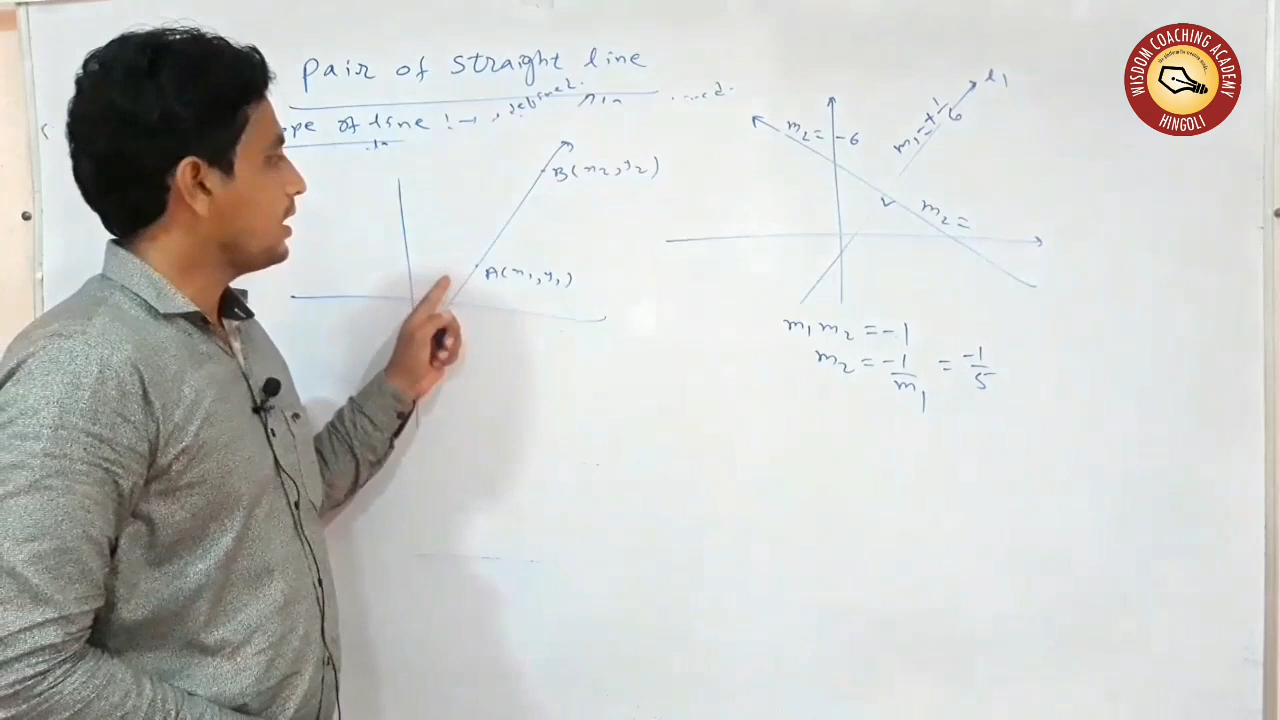 pair of straight line
ope of line :→
B(x₂, y₂)
A(x₁, y₁)
l₁
m₁ =
1/6
m₂ = -6
m₂ =
m₁ m₂ = -1
m₂ = -1/m₁ = -1/5
WISDOM COACHING ACADEMY
HINGOLI